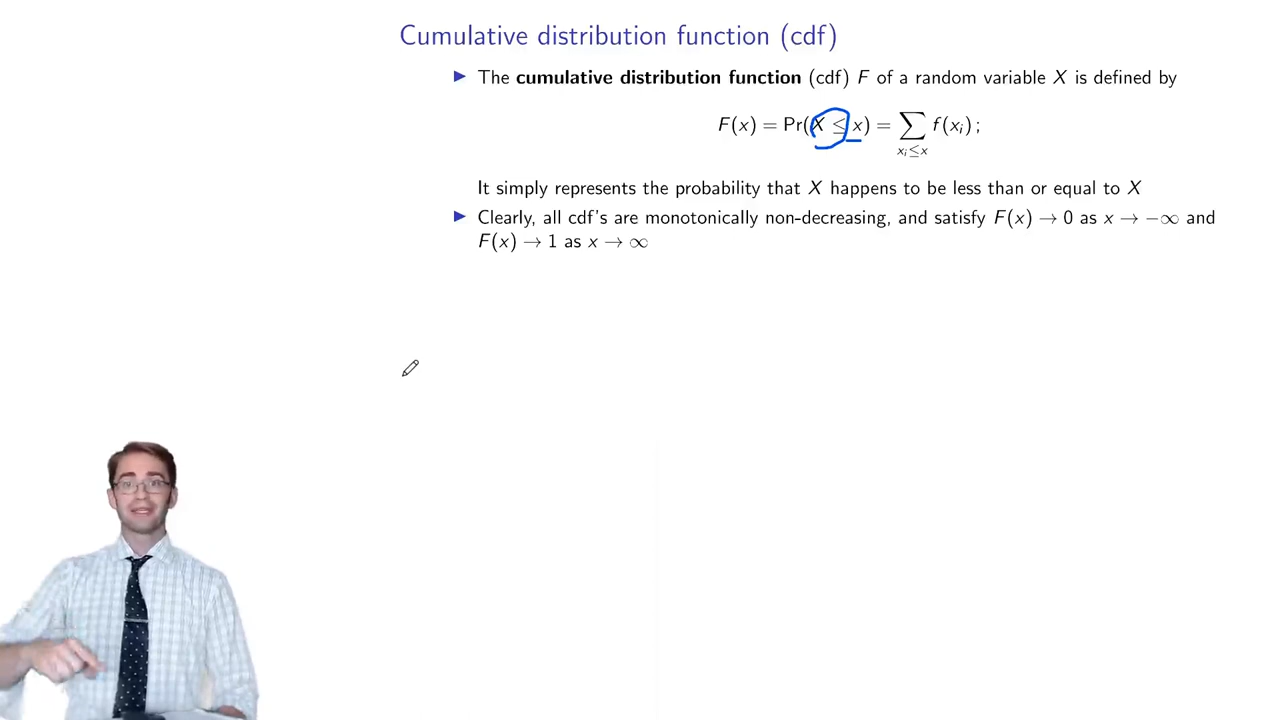 Cumulative distribution function (cdf)
▶ The cumulative distribution function (cdf) F of a random variable X is defined by
F(x) = Pr(X ≤ x) = ∑_{x_i ≤ x} f(x_i) ;
It simply represents the probability that X happens to be less than or equal to X
▶ Clearly, all cdf's are monotonically non-decreasing, and satisfy F(x) → 0 as x → −∞ and
F(x) → 1 as x → ∞